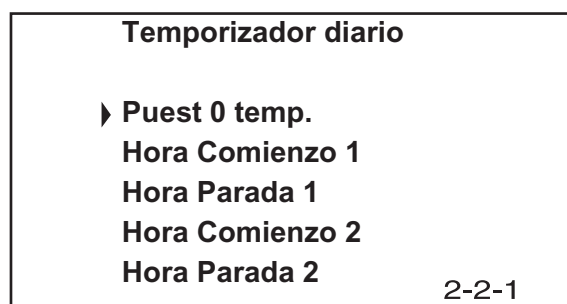 Temporizador diario
Puest 0 temp.
Hora Comienzo 1
Hora Parada 1
Hora Comienzo 2
Hora Parada 2
2-2-1